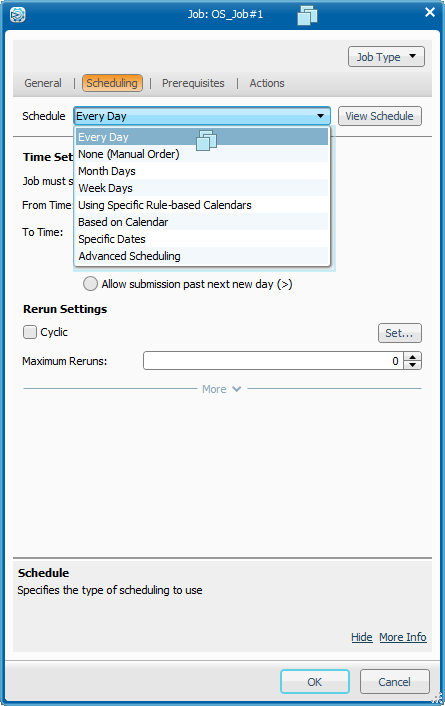 Job: OS_Job#1
Job Type
General | Scheduling | Prerequisites | Actions
Schedule Every Day View Schedule
Every Day
None (Manual Order)
Month Days
Week Days
Using Specific Rule-based Calendars
Based on Calendar
Specific Dates
Advanced Scheduling
Time Set
Job must s
From Time
To Time:
Allow submission past next new day (>)
Rerun Settings
Cyclic Set...
Maximum Reruns: 0
More
Schedule
Specifies the type of scheduling to use
Hide More Info
OK Cancel